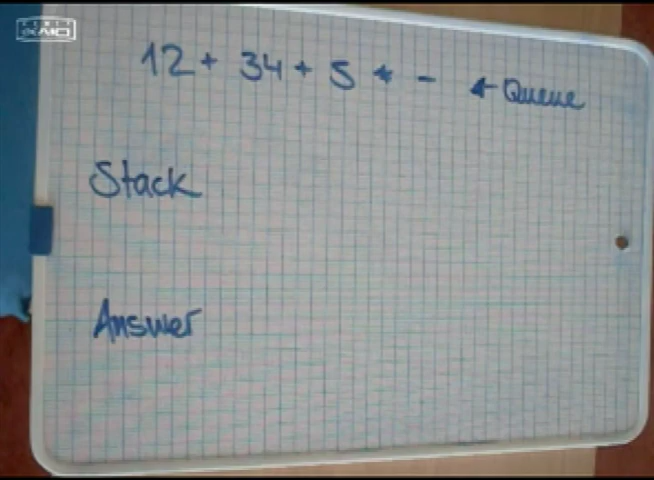 12 + 34 + 5 * - ← Queue
Stack
Answer